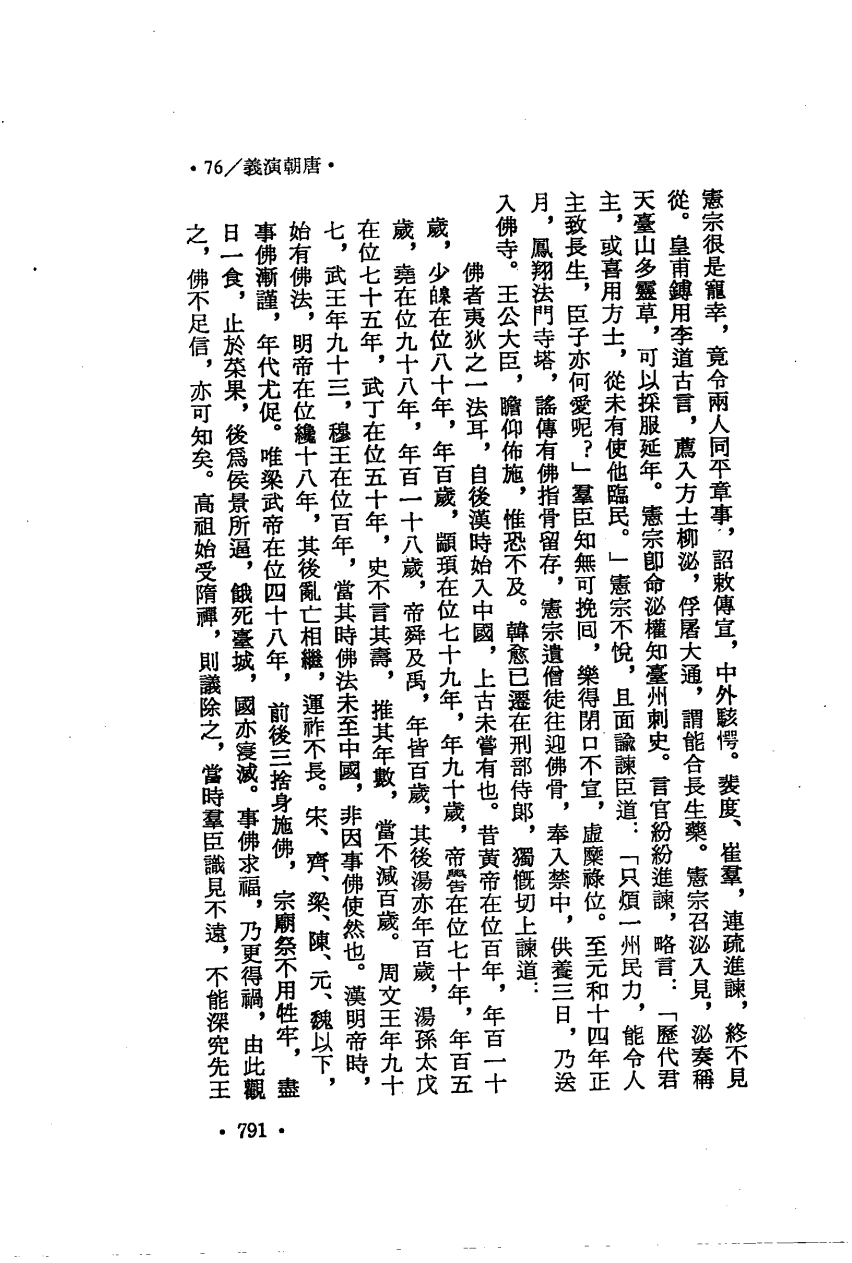 •76/義演朝唐•
憲宗很是寵幸，竟令兩人同平章事，詔敕傳宣，中外駭愕。裴度、崔羣，連疏進諫，終不見
從。皇甫鎛用李道古言，薦入方士柳泌，俘屠大通，謂能合長生藥。憲宗召泌入見，泌奏稱
天臺山多靈草，可以採服延年。憲宗卽命泌權知臺州刺史。言官紛紛進諫，略言：「歷代君
主，或喜用方士，從未有使他臨民。」憲宗不悅，且面諭諫臣道：「只煩一州民力，能令人
主致長生，臣子亦何愛呢？」羣臣知無可挽囘，樂得閉口不宣，虛糜祿位。至元和十四年正
月，鳳翔法門寺塔，謠傳有佛指骨留存，憲宗遣僧徒往迎佛骨，奉入禁中，供養三日，乃送
入佛寺。王公大臣，瞻仰佈施，惟恐不及。韓愈已遷在刑部侍郎，獨慨切上諫道：
佛者夷狄之一法耳，自後漢時始入中國，上古未嘗有也。昔黃帝在位百年，年百一十
歲，少皞在位八十年，年百歲，顓頊在位七十九年，年九十歲，帝嚳在位七十年，年百五
歲，堯在位九十八年，年百一十八歲，帝舜及禹，年皆百歲，其後湯亦年百歲，湯孫太戊
在位七十五年，武丁在位五十年，史不言其壽，推其年數，當不減百歲。周文王年九十
七，武王年九十三，穆王在位百年，當其時佛法未至中國，非因事佛使然也。漢明帝時，
始有佛法，明帝在位纔十八年，其後亂亡相繼，運祚不長。宋、齊、梁、陳、元、魏以下，
事佛漸謹，年代尤促。唯梁武帝在位四十八年，前後三捨身施佛，宗廟祭不用牲牢，盡
日一食，止於菜果，後爲侯景所逼，餓死臺城，國亦寖滅。事佛求福，乃更得禍，由此觀
之，佛不足信，亦可知矣。高祖始受隋禪，則議除之，當時羣臣識見不遠，不能深究先王
•791•